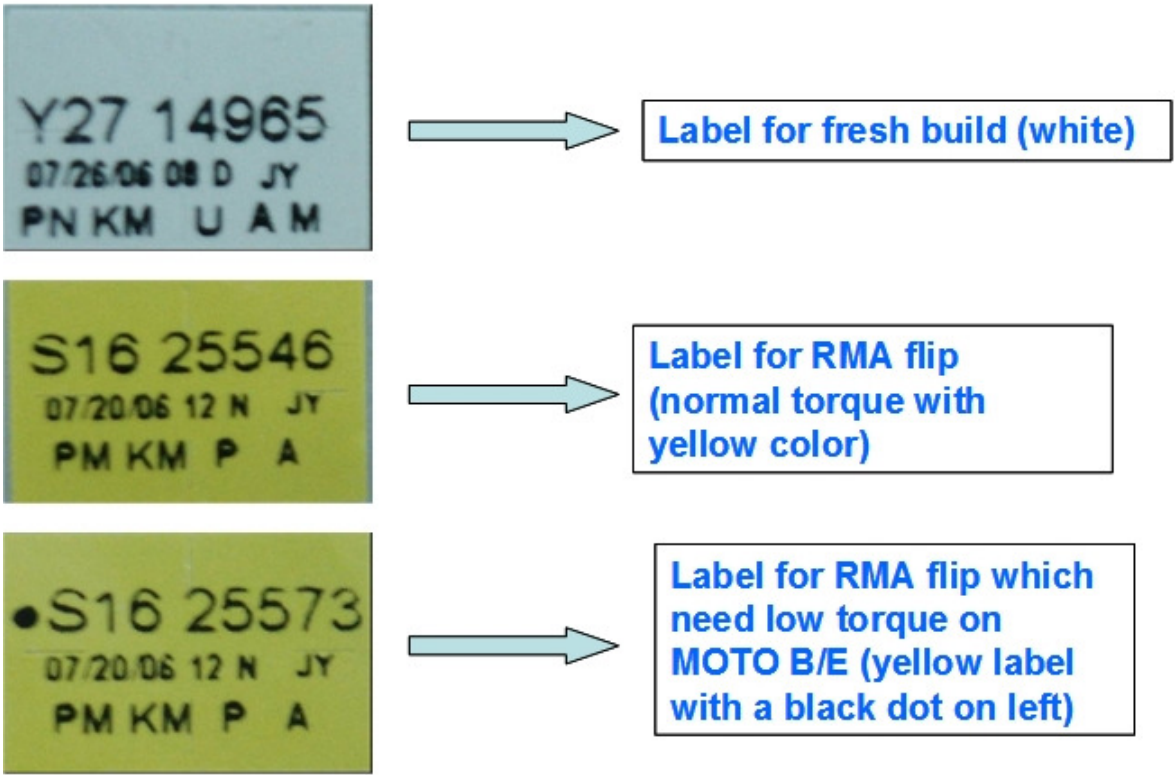 Y27 14965
07/26/06 08 D JY
PN KM U A M
Label for fresh build (white)
S16 25546
07/20/06 12 N JY
PM KM P A
Label for RMA flip
(normal torque with
yellow color)
●S16 25573
07/20/06 12 N JY
PM KM P A
Label for RMA flip which
need low torque on
MOTO B/E (yellow label
with a black dot on left)